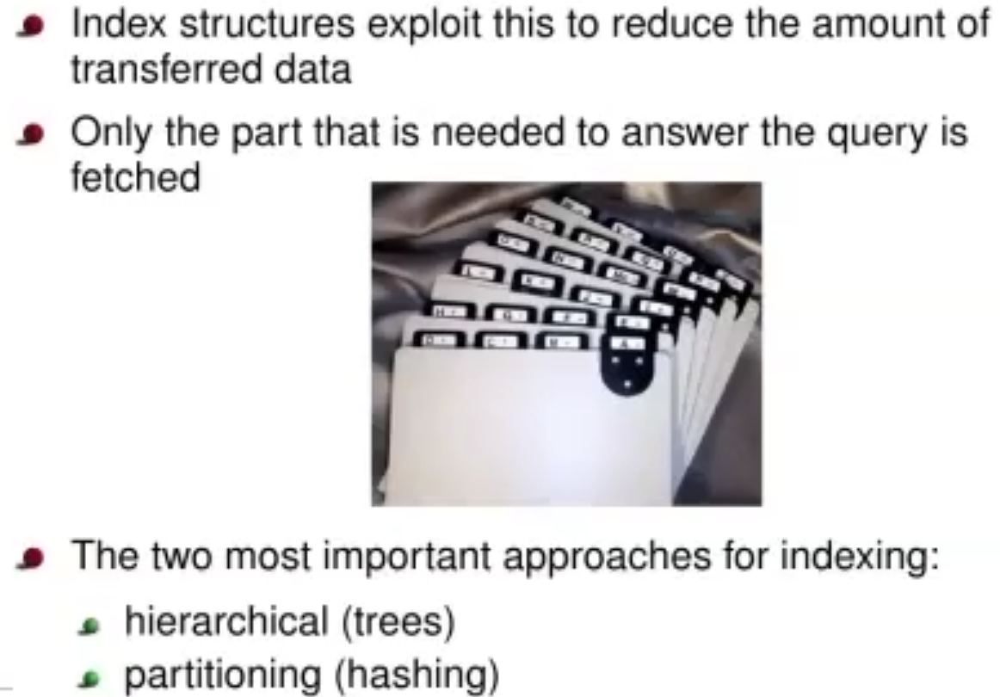 Index structures exploit this to reduce the amount of
transferred data
Only the part that is needed to answer the query is
fetched
The two most important approaches for indexing:
hierarchical (trees)
partitioning (hashing)